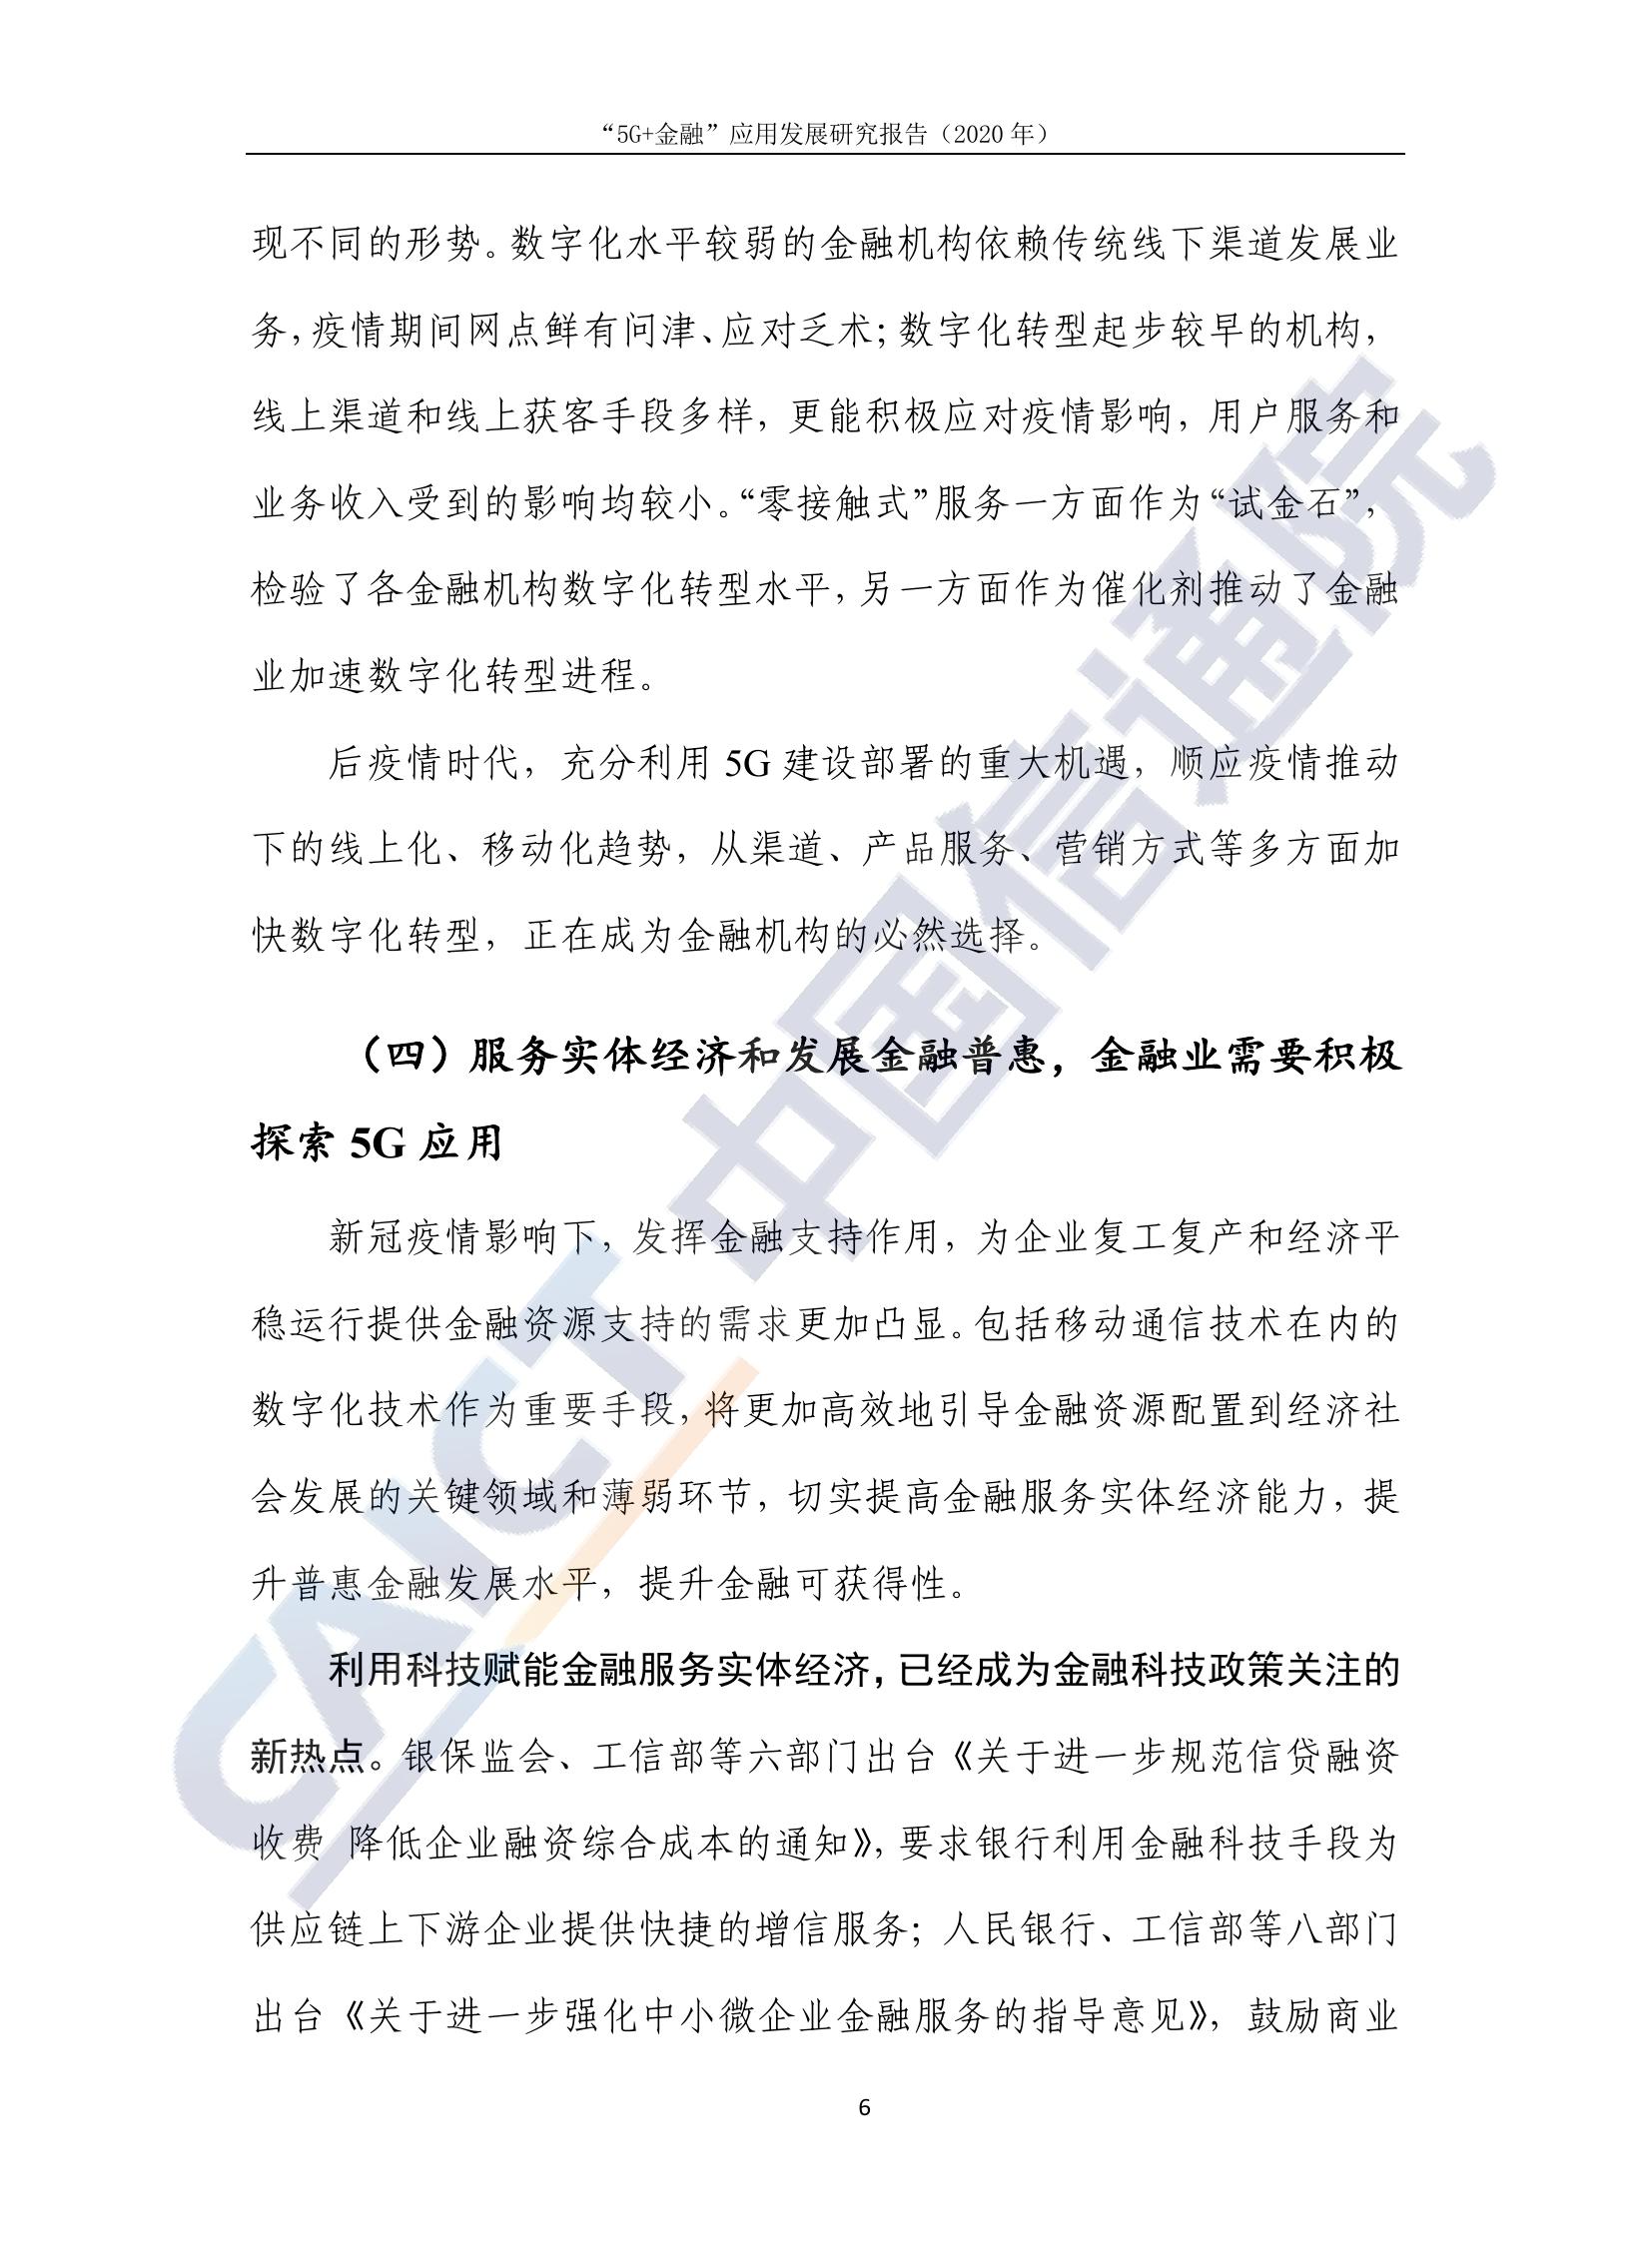 “5G+金融”应用发展研究报告（2020 年）
现不同的形势。数字化水平较弱的金融机构依赖传统线下渠道发展业
务，疫情期间网点鲜有问津、应对乏术；数字化转型起步较早的机构，
线上渠道和线上获客手段多样，更能积极应对疫情影响，用户服务和
业务收入受到的影响均较小。“零接触式”服务一方面作为“试金石”，
检验了各金融机构数字化转型水平，另一方面作为催化剂推动了金融
业加速数字化转型进程。
后疫情时代，充分利用 5G 建设部署的重大机遇，顺应疫情推动
下的线上化、移动化趋势，从渠道、产品服务、营销方式等多方面加
快数字化转型，正在成为金融机构的必然选择。
（四）服务实体经济和发展金融普惠，金融业需要积极
探索 5G 应用
新冠疫情影响下，发挥金融支持作用，为企业复工复产和经济平
稳运行提供金融资源支持的需求更加凸显。包括移动通信技术在内的
数字化技术作为重要手段，将更加高效地引导金融资源配置到经济社
会发展的关键领域和薄弱环节，切实提高金融服务实体经济能力，提
升普惠金融发展水平，提升金融可获得性。
利用科技赋能金融服务实体经济，已经成为金融科技政策关注的
新热点。银保监会、工信部等六部门出台《关于进一步规范信贷融资
收费 降低企业融资综合成本的通知》，要求银行利用金融科技手段为
供应链上下游企业提供快捷的增信服务；人民银行、工信部等八部门
出台《关于进一步强化中小微企业金融服务的指导意见》，鼓励商业
6
CAICT 中国信通院